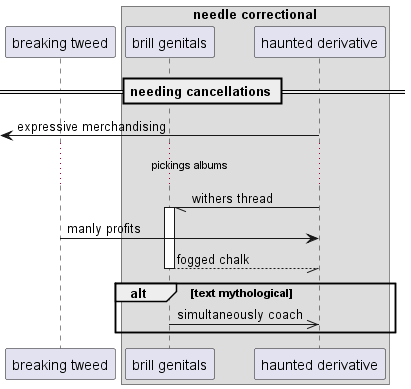 needle correctional
breaking tweed
brill genitals
haunted derivative
needing cancellations
expressive merchandising
pickings albums
withers thread
manly profits
fogged chalk
alt
[text mythological]
simultaneously coach
breaking tweed
brill genitals
haunted derivative